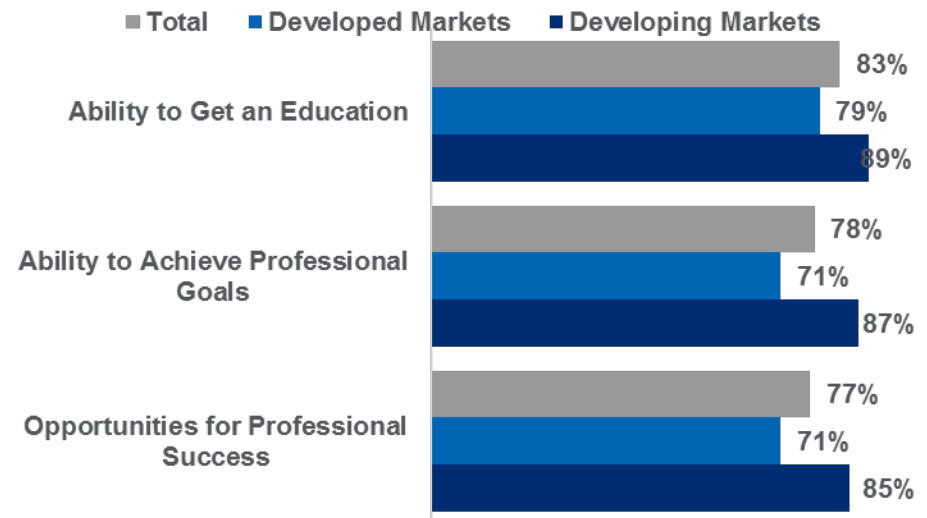 Total Developed Markets Developing Markets
83%
Ability to Get an Education
79%
89%
78%
Ability to Achieve Professional
Goals
71%
87%
77%
Opportunities for Professional
Success
71%
85%